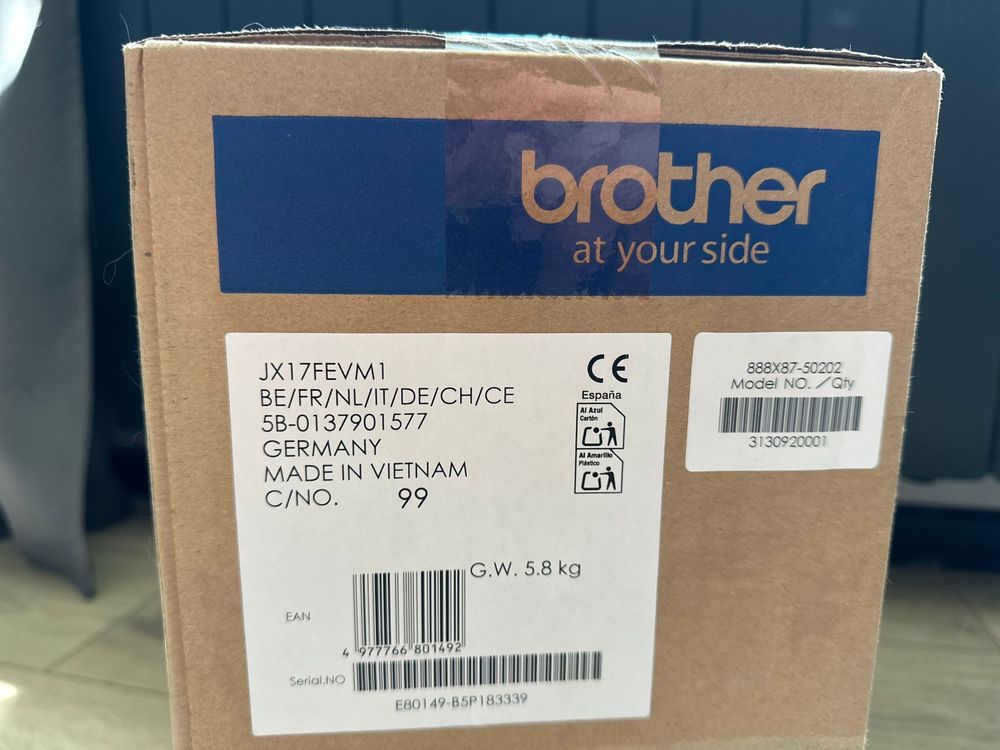 brother
at your side
JX17FEVM1
BE/FR/NL/IT/DE/CH/CE
5B-0137901577
GERMANY
MADE IN VIETNAM
C/NO. 99
CE
España
Al Azul
Cartón
Al Amarillo
Plástico
G.W. 5.8 kg
EAN
4 977766 801492
Serial,NO
E80149-B5P183339
888X87-50202
Model NO. ／Qty
3130920001